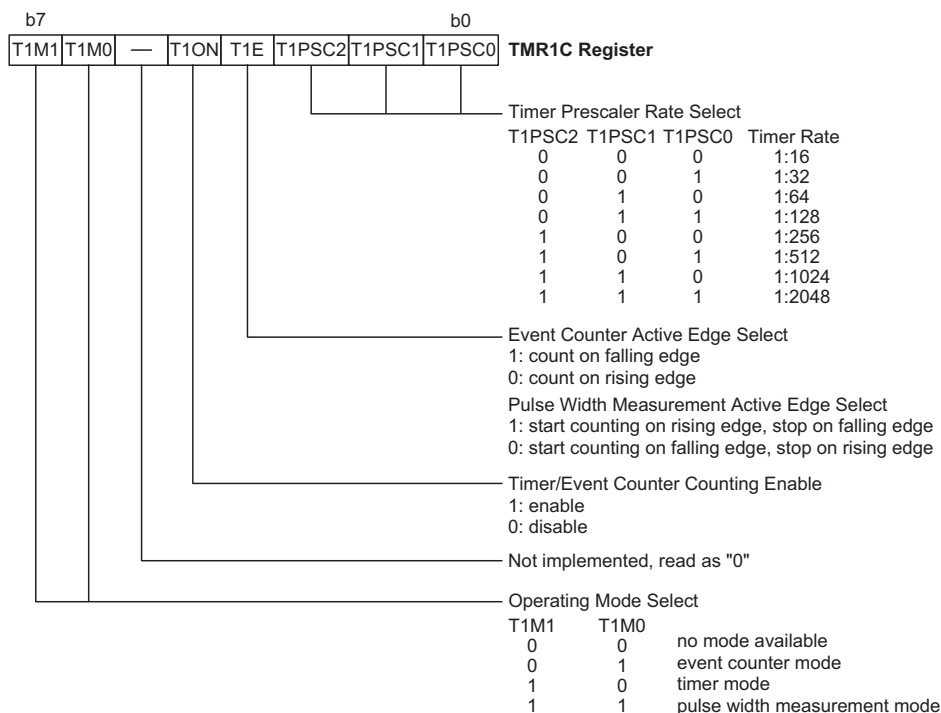 b7 b0
T1M1 T1M0 — T1ON T1E T1PSC2 T1PSC1 T1PSC0 TMR1C Register
Timer Prescaler Rate Select
T1PSC2 T1PSC1 T1PSC0 Timer Rate
0 0 0 1:16
0 0 1 1:32
0 1 0 1:64
0 1 1 1:128
1 0 0 1:256
1 0 1 1:512
1 1 0 1:1024
1 1 1 1:2048
Event Counter Active Edge Select
1: count on falling edge
0: count on rising edge
Pulse Width Measurement Active Edge Select
1: start counting on rising edge, stop on falling edge
0: start counting on falling edge, stop on rising edge
Timer/Event Counter Counting Enable
1: enable
0: disable
Not implemented, read as "0"
Operating Mode Select
T1M1 T1M0
0 0 no mode available
0 1 event counter mode
1 0 timer mode
1 1 pulse width measurement mode